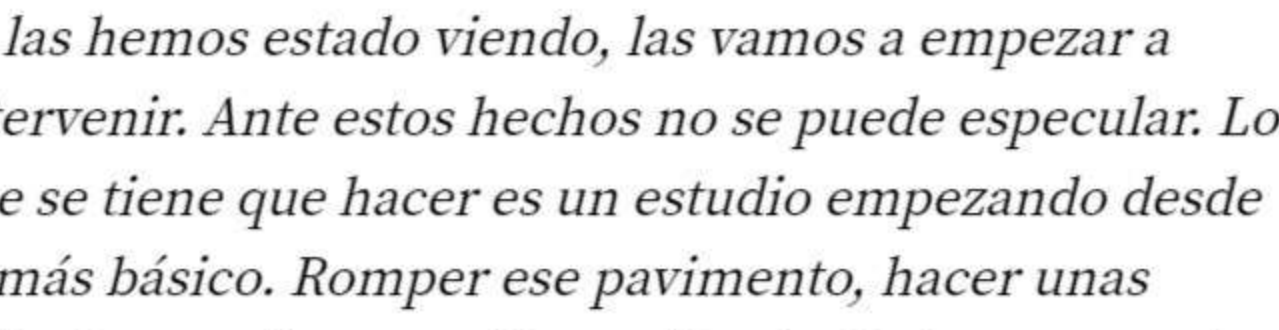 las hemos estado viendo, las vamos a empezar a
tervenir. Ante estos hechos no se puede especular. Lo
e se tiene que hacer es un estudio empezando desde
más básico. Romper ese pavimento, hacer unas